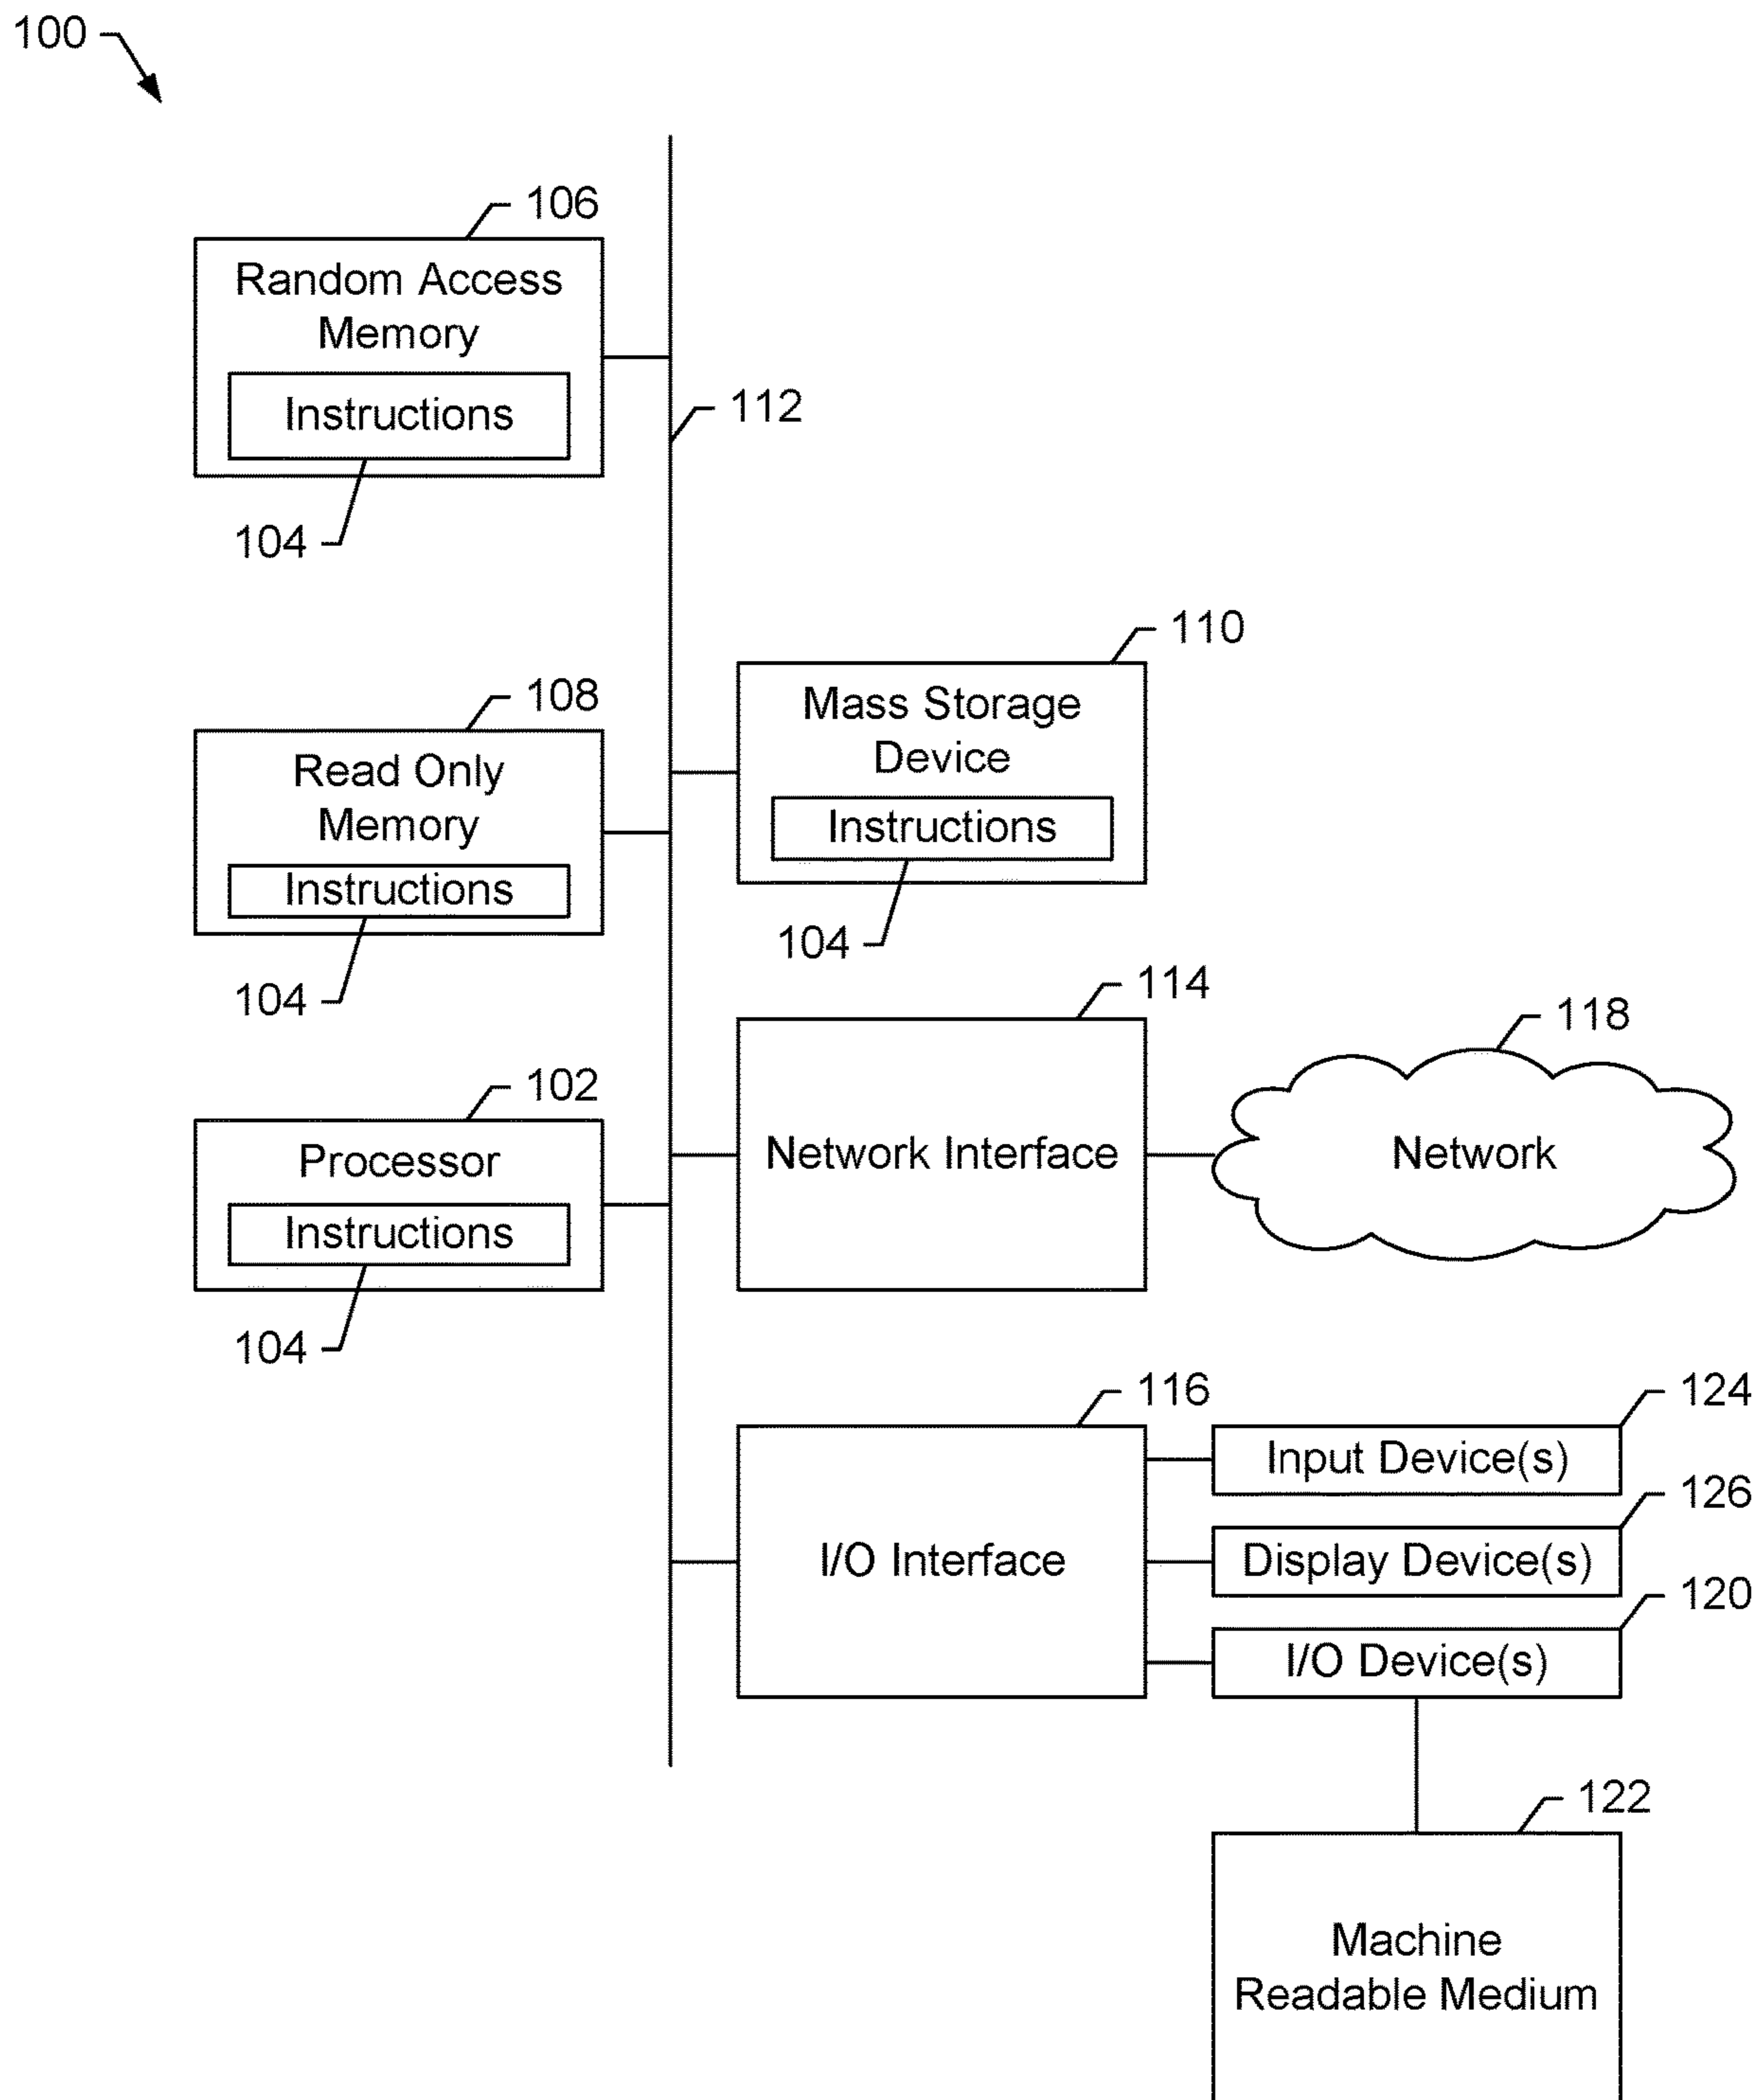 100
106
Random Access
Memory
Instructions
104
112
110
Mass Storage
Device
Instructions
104
108
Read Only
Memory
Instructions
104
114
Network Interface
118
Network
102
Processor
Instructions
104
116
I/O Interface
124
Input Device(s)
126
Display Device(s)
120
I/O Device(s)
122
Machine
Readable Medium